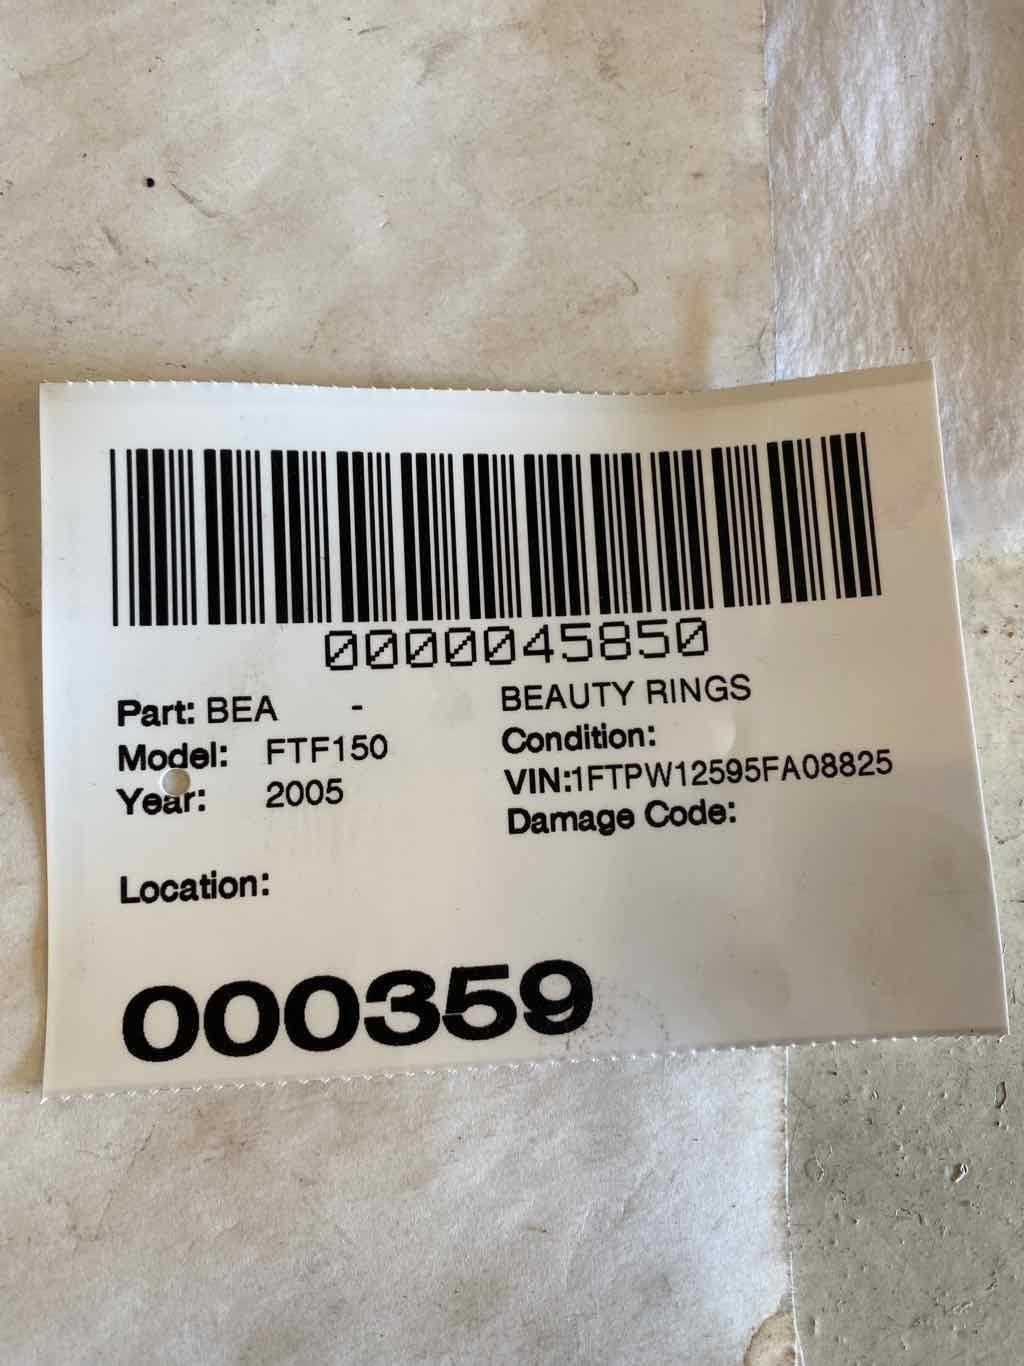 0000045850
Part: BEA - BEAUTY RINGS
Model: FTF150 Condition:
Year: 2005 VIN:1FTPW12595FA08825
Damage Code:
Location:
000359